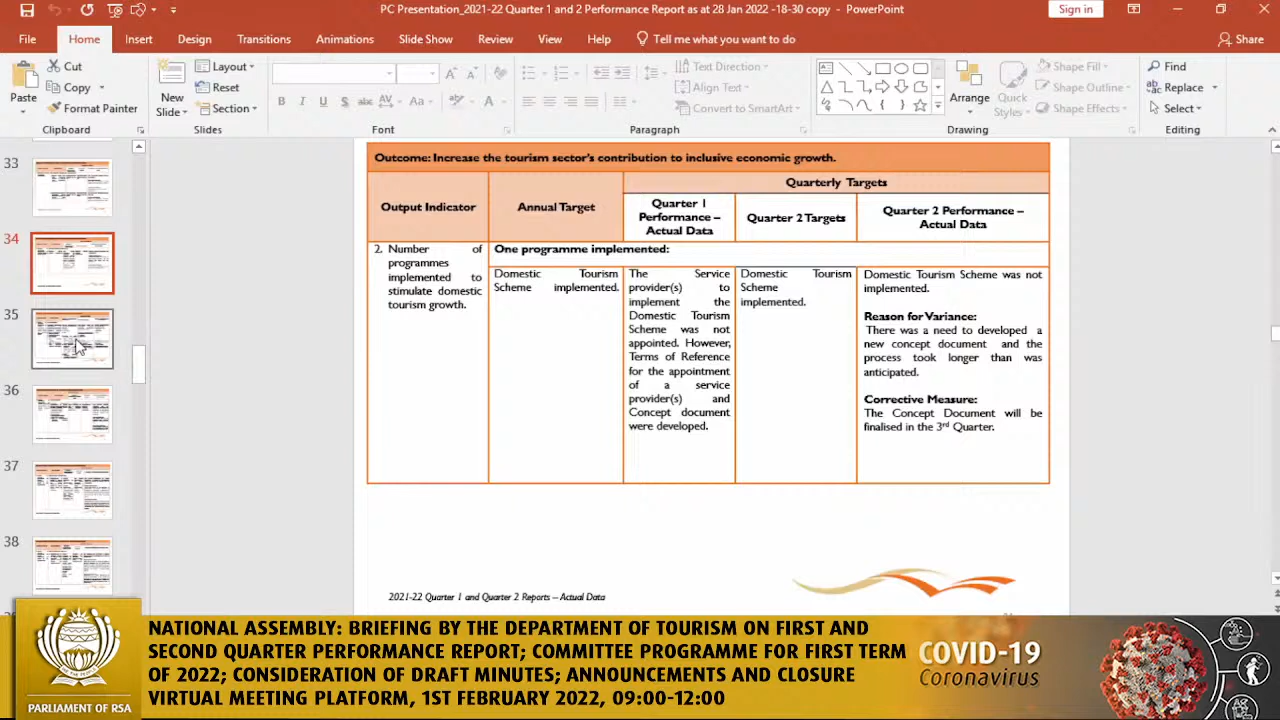 PC Presentation_2021-22 Quarter 1 and 2 Performance Report as at 28 Jan 2022 -18-30 copy - PowerPoint
Sign in
File Home Insert Design Transitions Animations Slide Show Review View Help Tell me what you want to do Share
Paste
Cut
Copy
Format Painter
Clipboard
New
Slide
Layout
Reset
Section
Slides
B I U S abc AV Aa A
Font
Text Direction
Align Text
Convert to SmartArt
Paragraph
Arrange
Quick
Styles
Shape Fill
Shape Outline
Shape Effects
Drawing
Find
Replace
Select
Editing
33
34
35
36
37
38
Outcome: Increase the tourism sector's contribution to inclusive economic growth.
Output Indicator
Annual Target
Quarterly Targets
Quarter 1
Performance –
Actual Data
Quarter 2 Targets
Quarter 2 Performance –
Actual Data
2. Number of
programmes
implemented to
stimulate domestic
tourism growth.
One programme implemented:
Domestic Tourism
Scheme implemented.
The Service
provider(s) to
implement the
Domestic Tourism
Scheme was not
appointed. However,
Terms of Reference
for the appointment
of a service
provider(s) and
Concept document
were developed.
Domestic Tourism
Scheme
implemented.
Domestic Tourism Scheme was not
implemented.
Reason for Variance:
There was a need to developed a
new concept document and the
process took longer than was
anticipated.
Corrective Measure:
The Concept Document will be
finalised in the 3rd Quarter.
2021-22 Quarter 1 and Quarter 2 Reports – Actual Data
PARLIAMENT OF RSA
NATIONAL ASSEMBLY: BRIEFING BY THE DEPARTMENT OF TOURISM ON FIRST AND
SECOND QUARTER PERFORMANCE REPORT; COMMITTEE PROGRAMME FOR FIRST TERM
OF 2022; CONSIDERATION OF DRAFT MINUTES; ANNOUNCEMENTS AND CLOSURE
VIRTUAL MEETING PLATFORM, 1ST FEBRUARY 2022, 09:00-12:00
COVID-19
Coronavirus